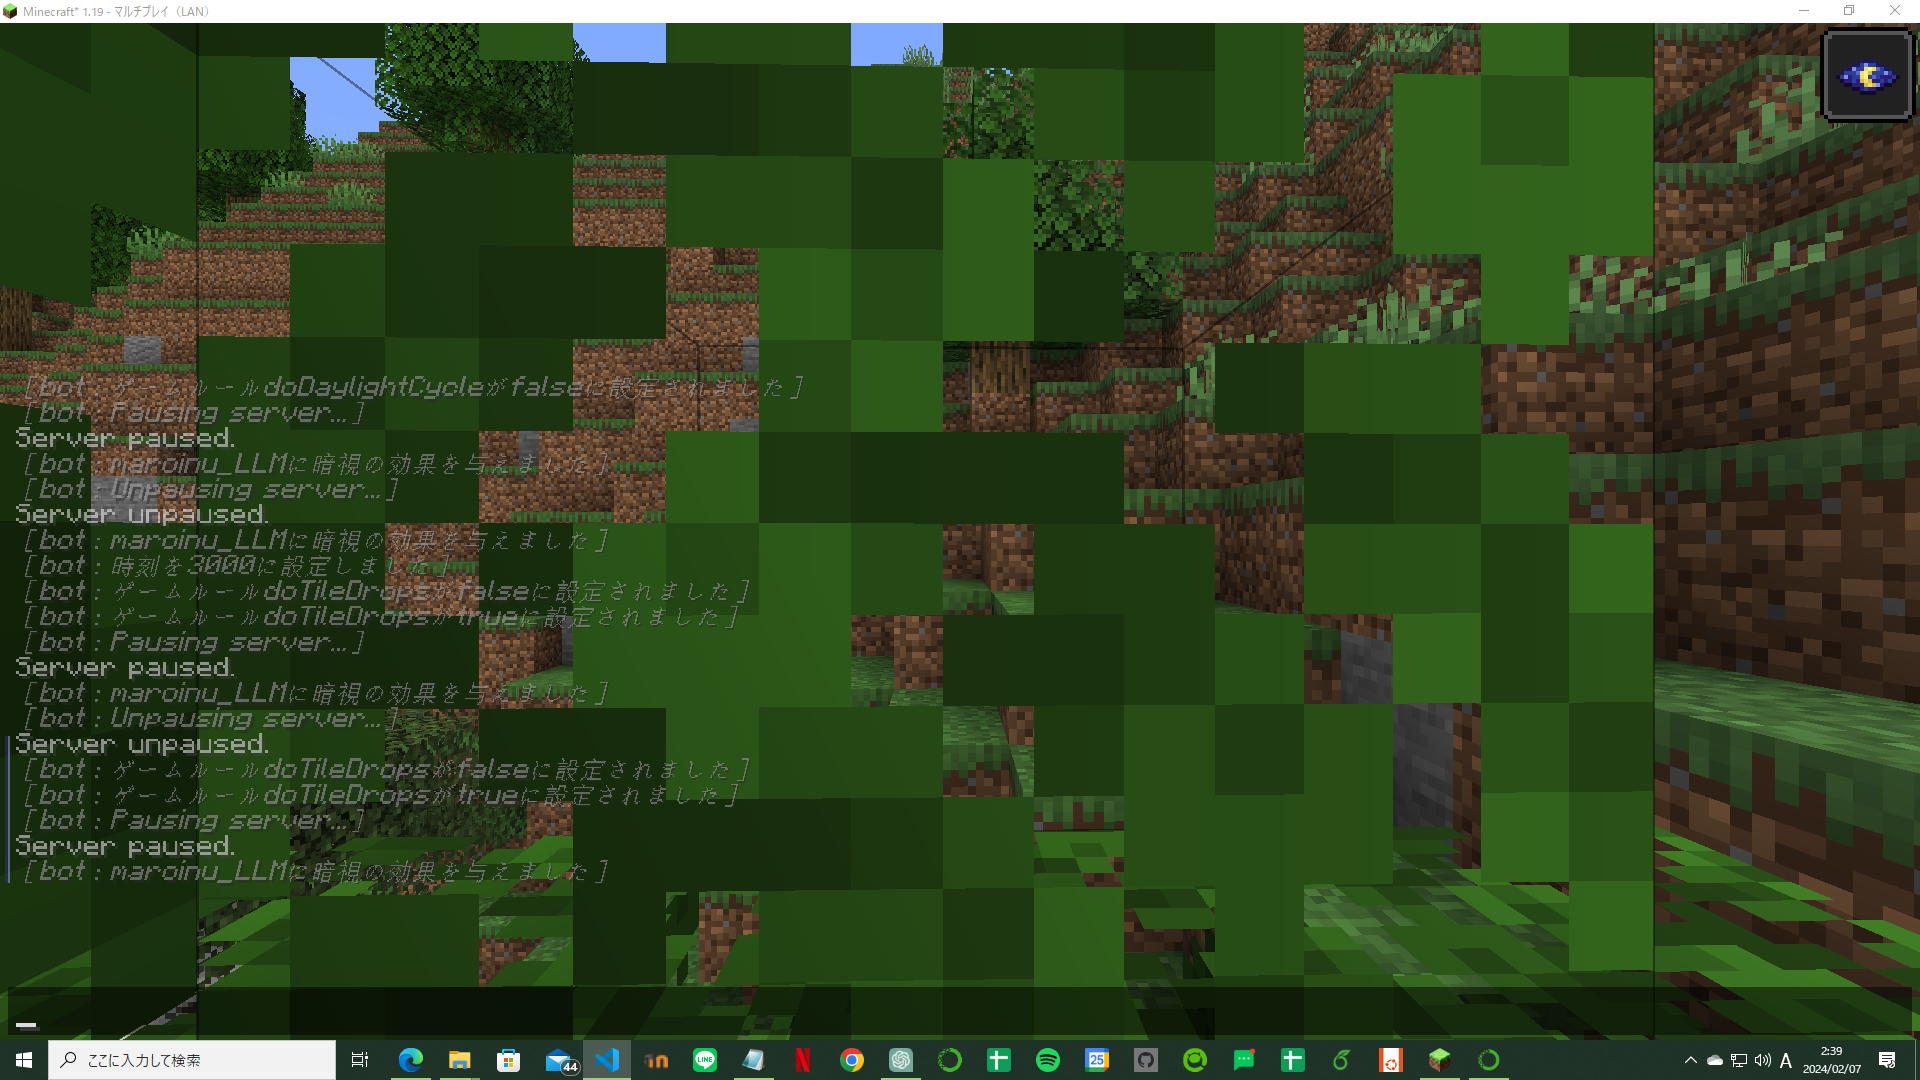 Minecraft* 1.19 - マルチプレイ（LAN）
[bot：ゲームルールdoDaylightCycleがfalseに設定されました]
[bot：Pausing server…]
Server paused.
[bot：maroinu_LLMに暗視の効果を与えました]
[bot：Unpausing server…]
Server unpaused.
[bot：maroinu_LLMに暗視の効果を与えました]
[bot：時刻を3000に設定しました]
[bot：ゲームルールdoTileDropsがfalseに設定されました]
[bot：ゲームルールdoTileDropsがtrueに設定されました]
[bot：Pausing server…]
Server paused.
[bot：maroinu_LLMに暗視の効果を与えました]
[bot：Unpausing server…]
Server unpaused.
[bot：ゲームルールdoTileDropsがfalseに設定されました]
[bot：ゲームルールdoTileDropsがtrueに設定されました]
[bot：Pausing server…]
Server paused.
[bot：maroinu_LLMに暗視の効果を与えました]
ここに入力して検索
44
LINE
25
A
2:39
2024/02/07